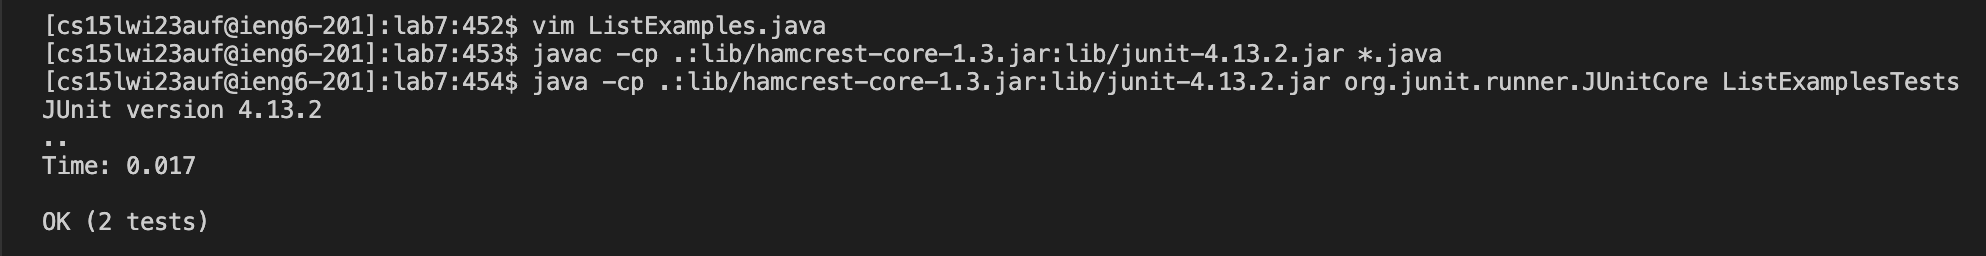 [cs15lwi23auf@ieng6-201]:lab7:452$ vim ListExamples.java
[cs15lwi23auf@ieng6-201]:lab7:453$ javac -cp .:lib/hamcrest-core-1.3.jar:lib/junit-4.13.2.jar *.java
[cs15lwi23auf@ieng6-201]:lab7:454$ java -cp .:lib/hamcrest-core-1.3.jar:lib/junit-4.13.2.jar org.junit.runner.JUnitCore ListExamplesTests
JUnit version 4.13.2
..
Time: 0.017
OK (2 tests)